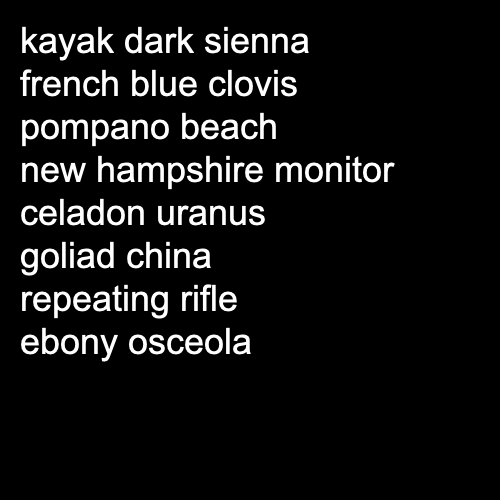 kayak dark sienna
french blue clovis
pompano beach
new hampshire monitor
celadon uranus
goliad china
repeating rifle
ebony osceola